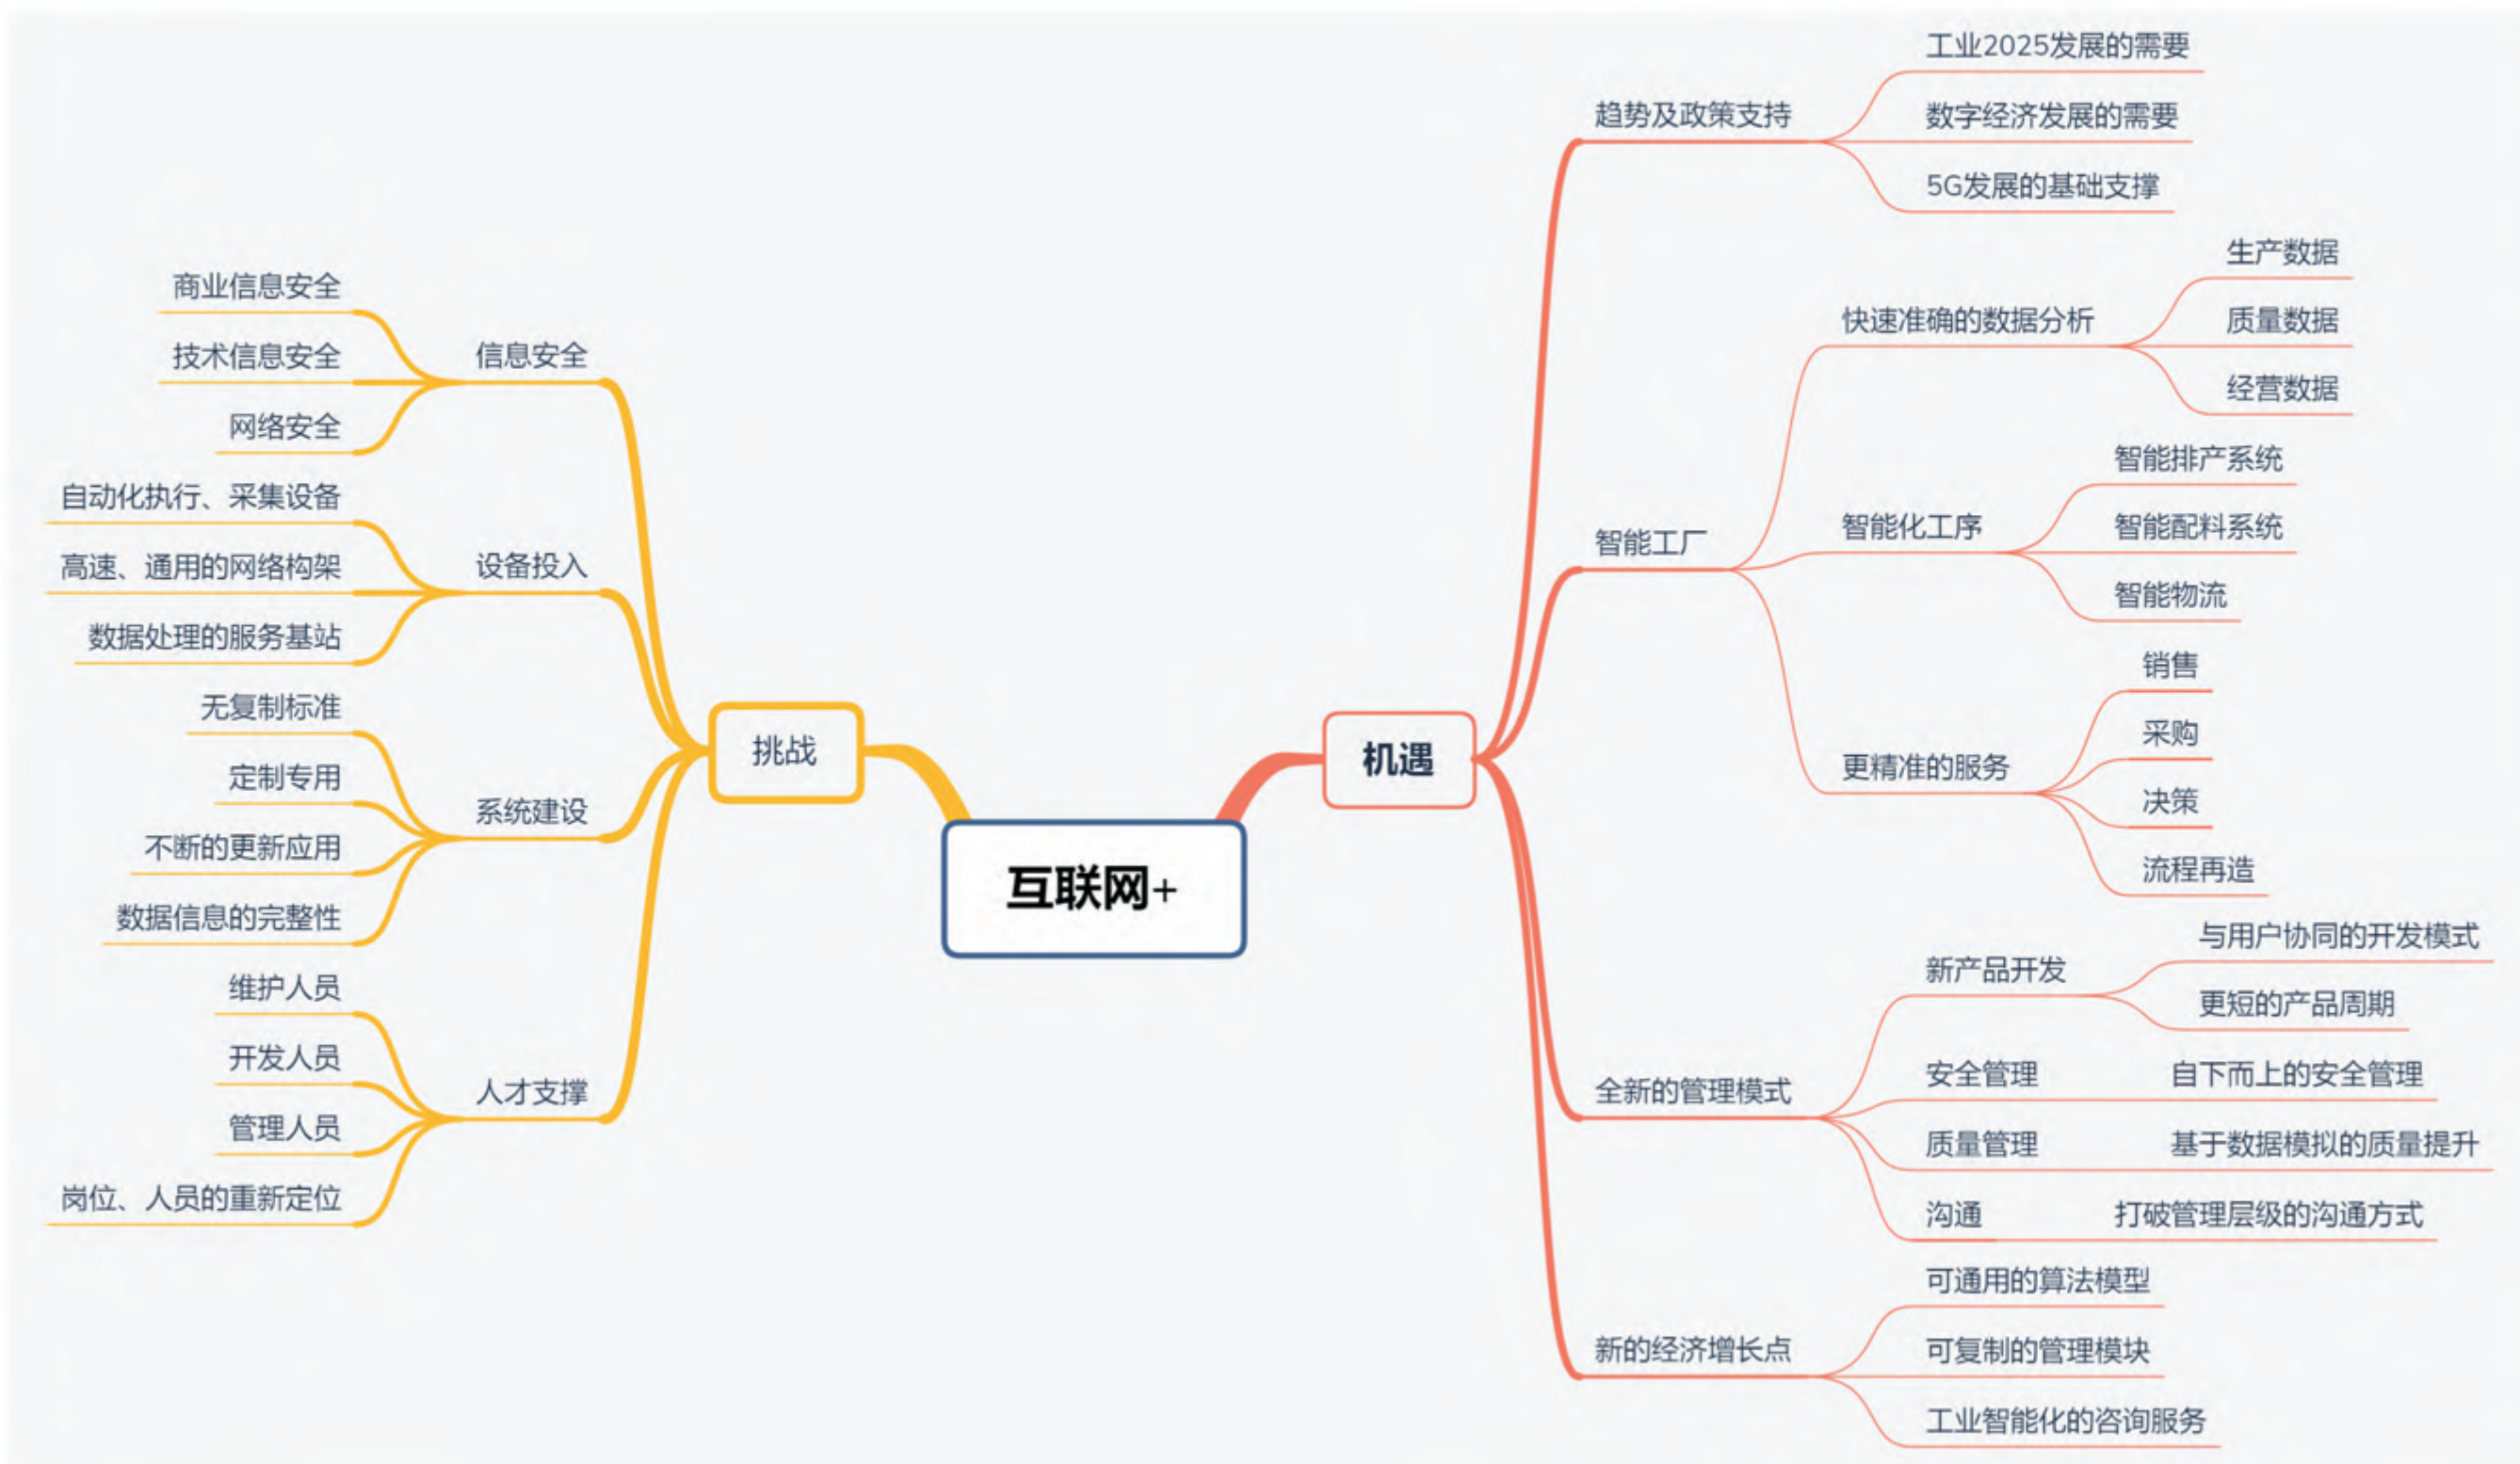 互联网+
挑战
信息安全
商业信息安全
技术信息安全
网络安全
设备投入
自动化执行、采集设备
高速、通用的网络构架
数据处理的服务基站
系统建设
无复制标准
定制专用
不断的更新应用
数据信息的完整性
人才支撑
维护人员
开发人员
管理人员
岗位、人员的重新定位
机遇
趋势及政策支持
工业2025发展的需要
数字经济发展的需要
5G发展的基础支撑
智能工厂
快速准确的数据分析
生产数据
质量数据
经营数据
智能化工序
智能排产系统
智能配料系统
智能物流
更精准的服务
销售
采购
决策
流程再造
全新的管理模式
新产品开发
与用户协同的开发模式
更短的产品周期
安全管理
自下而上的安全管理
质量管理
基于数据模拟的质量提升
沟通
打破管理层级的沟通方式
新的经济增长点
可通用的算法模型
可复制的管理模块
工业智能化的咨询服务